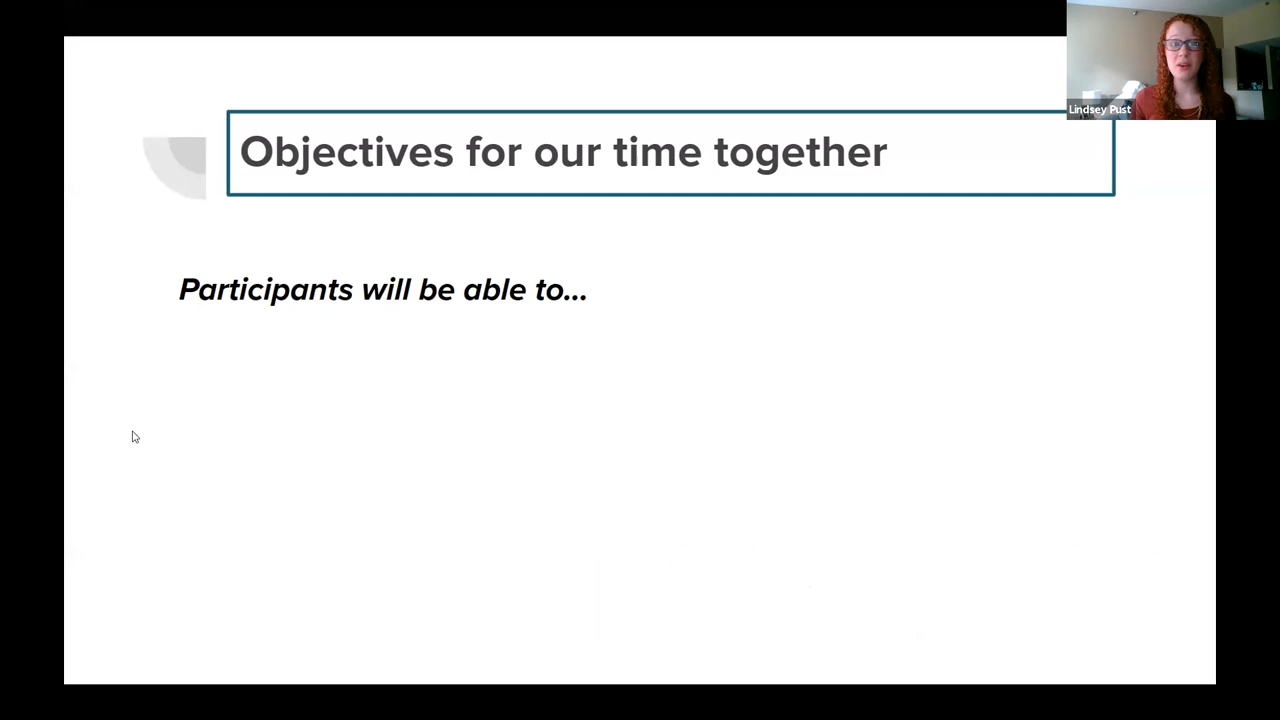 Lindsey Pust
Objectives for our time together
Participants will be able to...